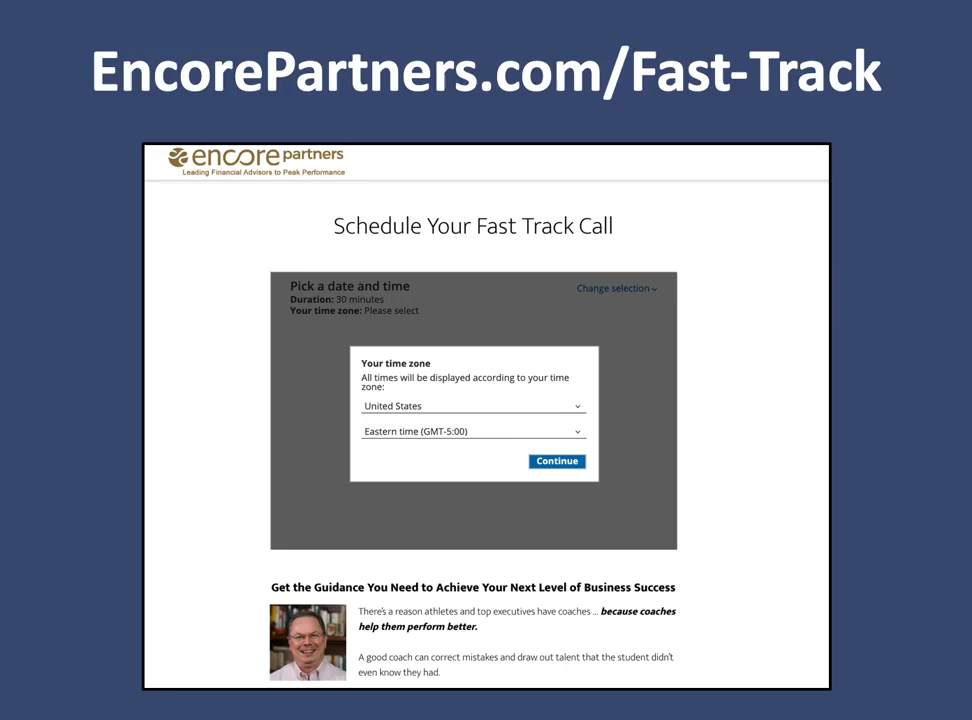 EncorePartners.com/Fast-Track
encore partners
Leading Financial Advisors to Peak Performance
Schedule Your Fast Track Call
Pick a date and time
Change selection
Duration: 30 minutes
Your time zone: Please select
Your time zone
All times will be displayed according to your time
zone:
United States
Eastern time (GMT-5:00)
Continue
Get the Guidance You Need to Achieve Your Next Level of Business Success
There's a reason athletes and top executives have coaches ... because coaches
help them perform better.
A good coach can correct mistakes and draw out talent that the student didn't
even know they had.